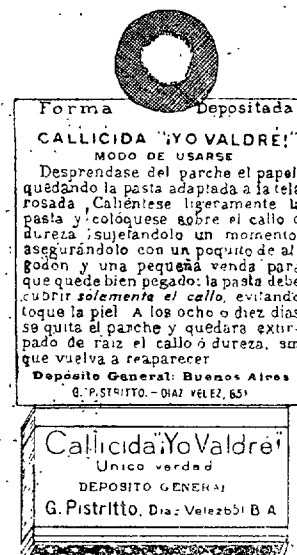 Forma Depositada
CALLICIDA "¡YO VALDRÉ!"
MODO DE USARSE
Despréndase del parche el papel
quedando la pasta adaptada a la tela
rosada, Caliéntese ligeramente la
pasta y colóquese sobre el callo ó
dureza, sujetandolo un momento,
asegurándolo con un poquito de al
godón y una pequeña venda para
que quede bien pegado: la pasta debe
cubrir solamente el callo, evitando
toque la piel A los ocho o diez días
se quita el parche y quedara extir-
pado de raíz el callo ó dureza, sin
que vuelva a reaparecer
Depósito General: Buenos Aires
G. PISTRITTO. - DIAZ VELEZ, 651
Callicida "¡Yo Valdré!"
Unico verdad
DEPOSITO GENERAL
G. Pistritto, Diaz Velez 651 B A